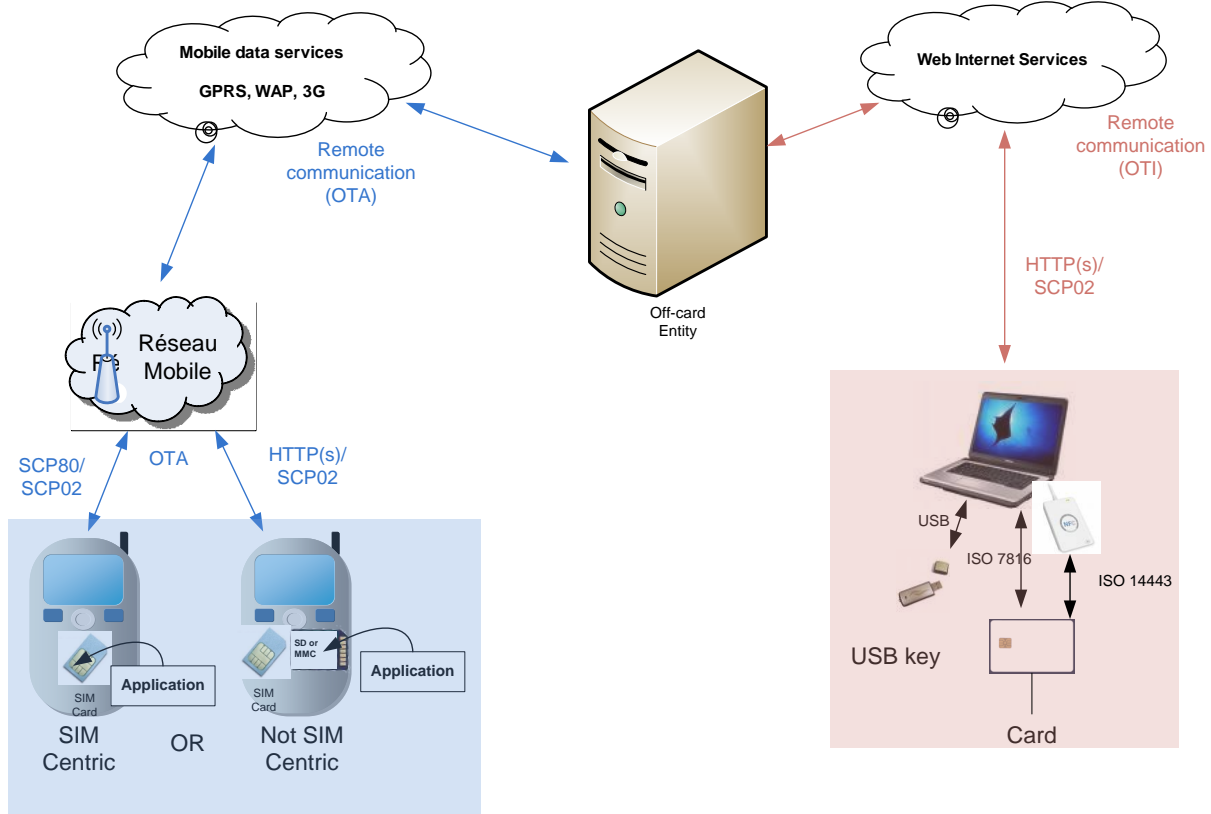 Mobile data services
GPRS, WAP, 3G
Web Internet Services
Remote
communication
(OTA)
Remote
communication
(OTI)
HTTP(s)/
SCP02
Off-card
Entity
Ré
Réseau
Mobile
SCP80/
SCP02
OTA
HTTP(s)/
SCP02
USB
NFC
ISO 7816
ISO 14443
SD or
MMC
Application
Application
SIM
Card
SIM
Card
SIM
Centric
OR
Not SIM
Centric
USB key
Card